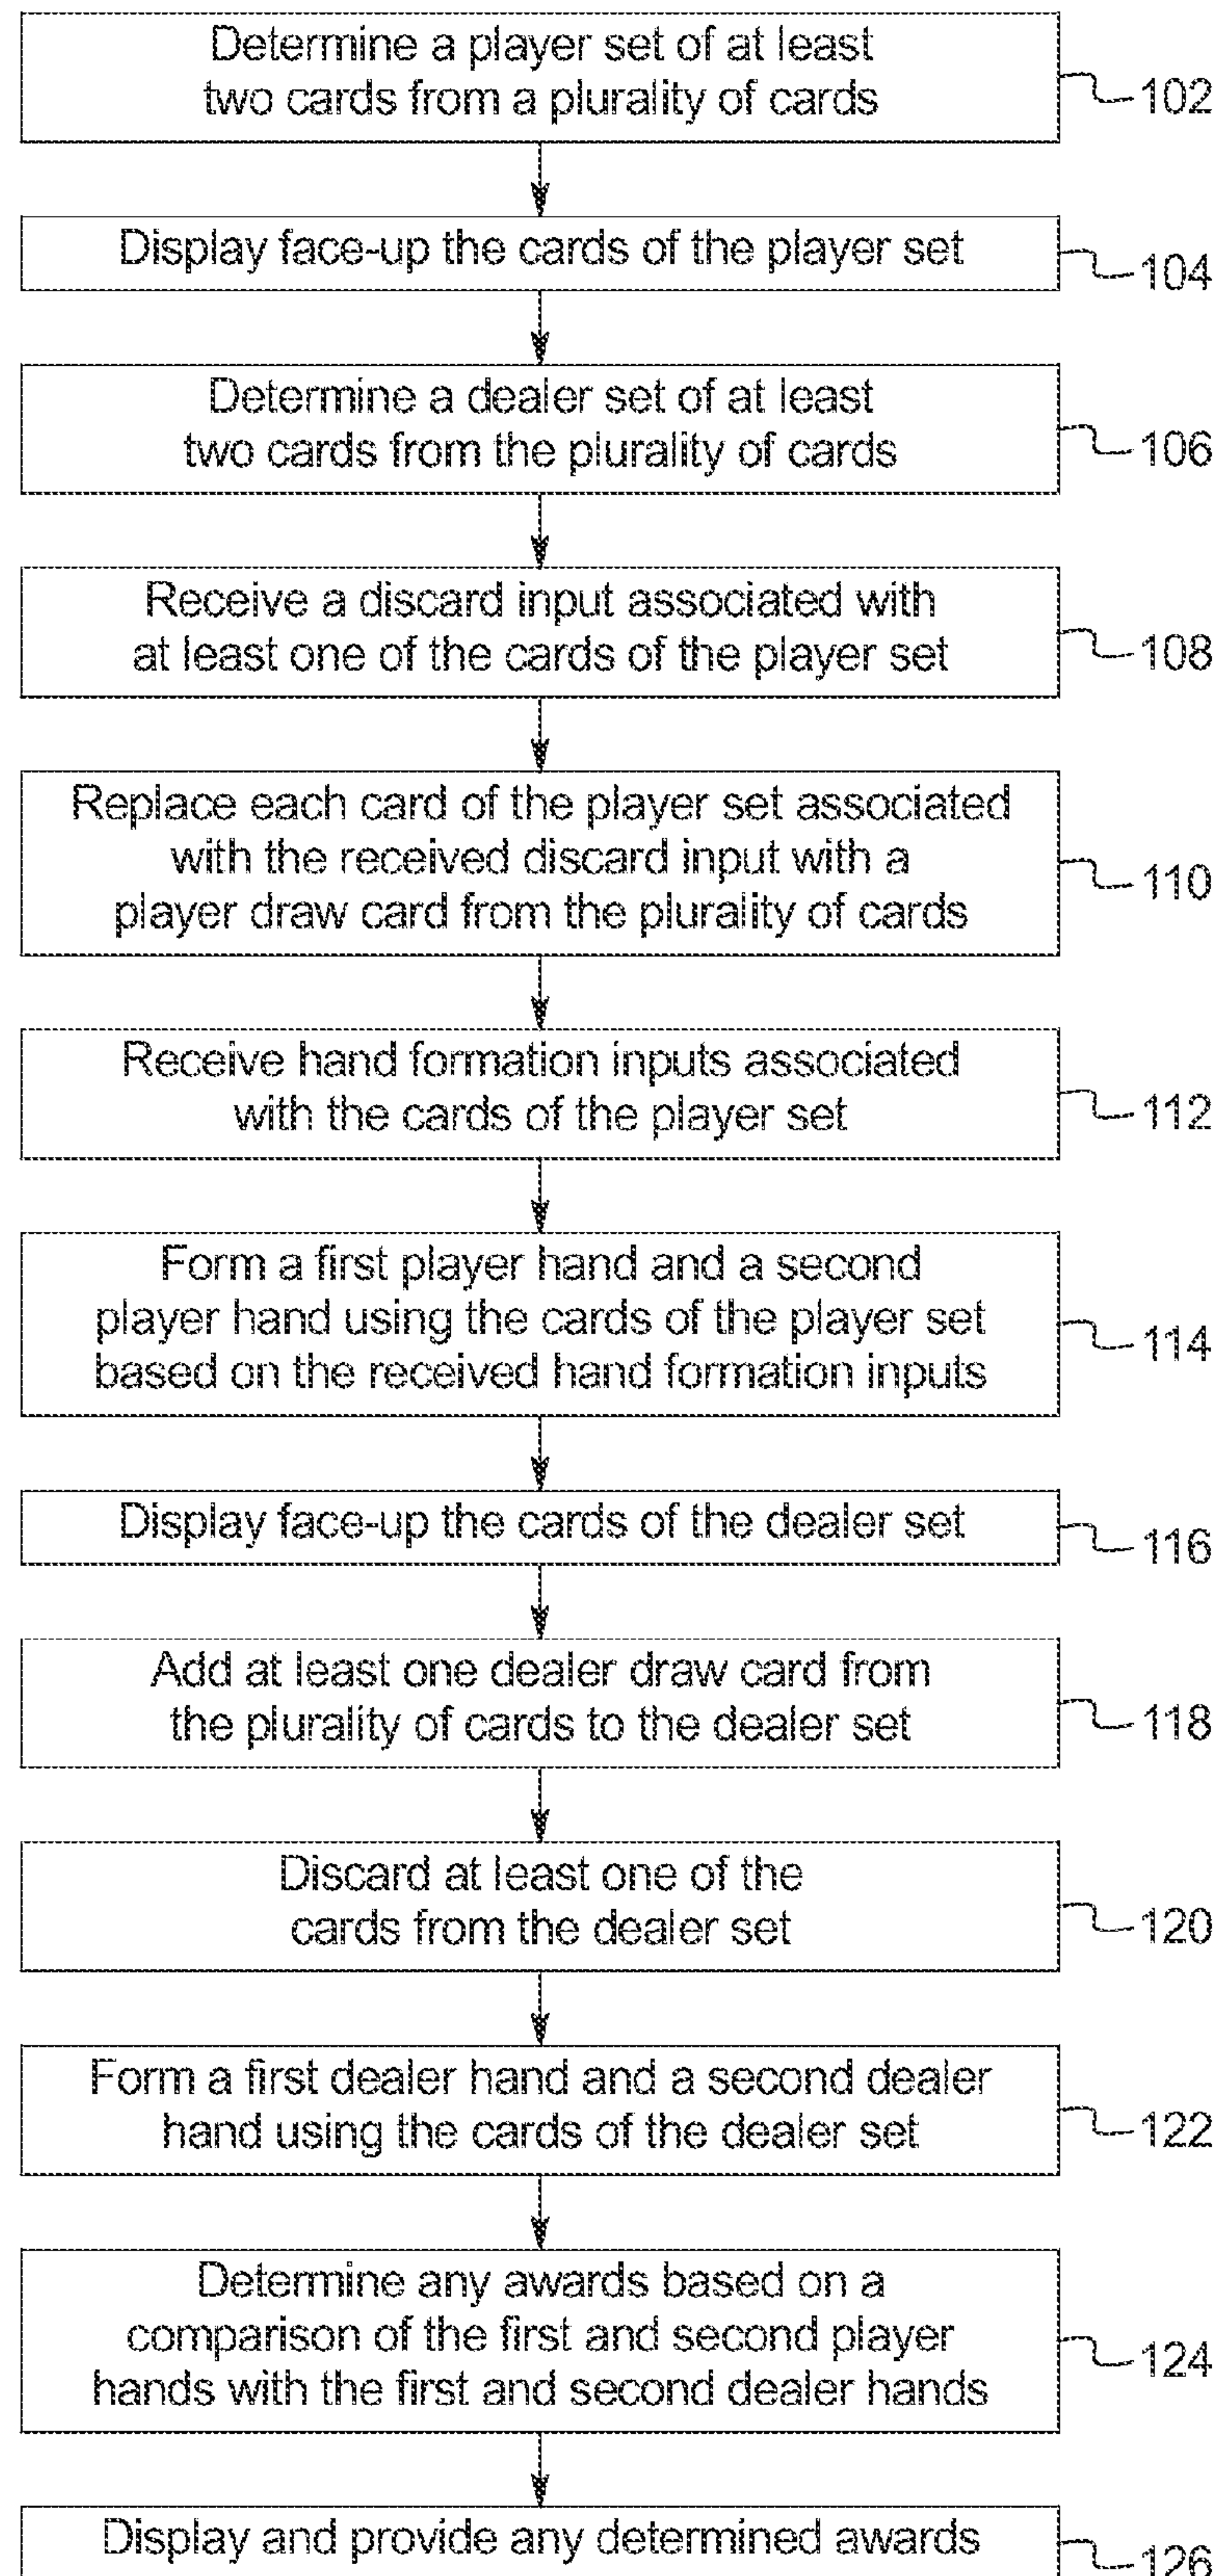 Determine a player set of at least
two cards from a plurality of cards
102
Display face-up the cards of the player set
104
Determine a dealer set of at least
two cards from the plurality of cards
106
Receive a discard input associated with
at least one of the cards of the player set
108
Replace each card of the player set associated
with the received discard input with a
player draw card from the plurality of cards
110
Receive hand formation inputs associated
with the cards of the player set
112
Form a first player hand and a second
player hand using the cards of the player set
based on the received hand formation inputs
114
Display face-up the cards of the dealer set
116
Add at least one dealer draw card from
the plurality of cards to the dealer set
118
Discard at least one of the
cards from the dealer set
120
Form a first dealer hand and a second dealer
hand using the cards of the dealer set
122
Determine any awards based on a
comparison of the first and second player
hands with the first and second dealer hands
124
Display and provide any determined awards
126